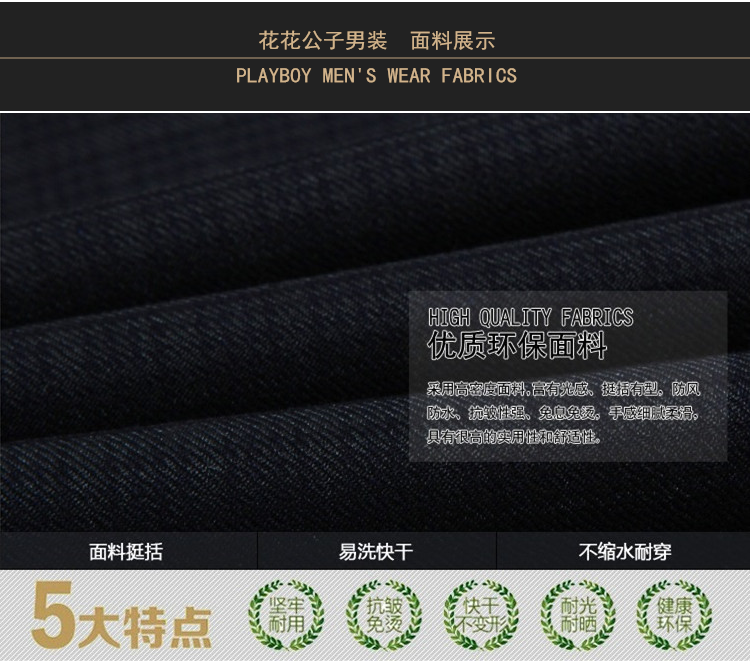 花花公子男装 面料展示
PLAYBOY MEN'S WEAR FABRICS
HIGH QUALITY FABRICS
优质环保面料
采用高密度面料,富有光感、挺括有型。防风
防水、抗皱性强、免息免烫。手感细腻柔滑,
具有很高的实用性和舒适性。
面料挺括 易洗快干 不缩水耐穿
5大特点
坚牢 抗皱 快干 耐光 健康
耐用 免烫 不变形 耐晒 环保